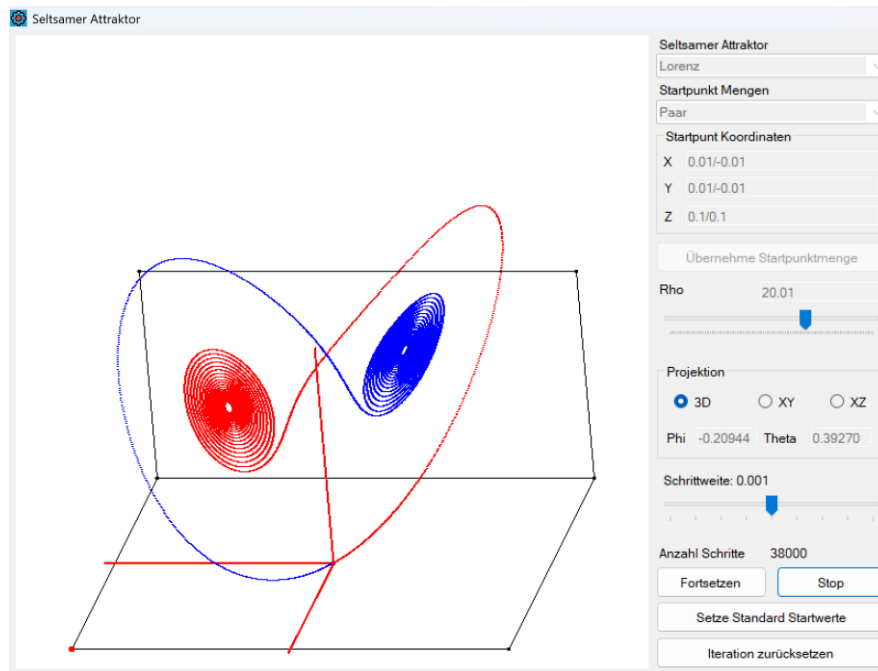 Seltsamer Attraktor
Seltsamer Attraktor
Lorenz
Startpunkt Mengen
Paar
Startpunt Koordinaten
X 0.01/-0.01
Y 0.01/-0.01
Z 0.1/0.1
Übernehme Startpunktmenge
Rho 20.01
Projektion
3D XY XZ
Phi -0.20944 Theta 0.39270
Schrittweite: 0.001
Anzahl Schritte 38000
Fortsetzen Stop
Setze Standard Startwerte
Iteration zurücksetzen